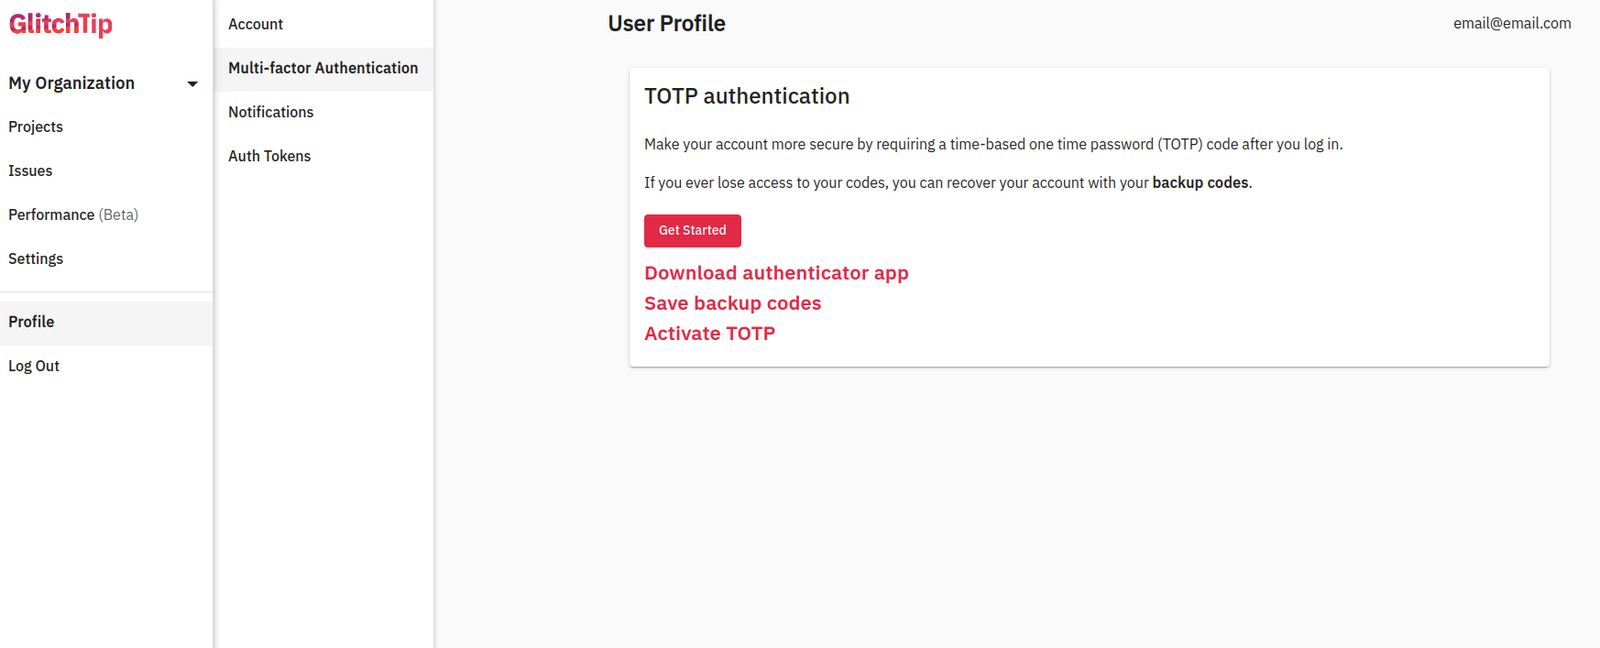 GlitchTip
My Organization
Projects
Issues
Performance (Beta)
Settings
Profile
Log Out
Account
Multi-factor Authentication
Notifications
Auth Tokens
User Profile
email@email.com
TOTP authentication
Make your account more secure by requiring a time-based one time password (TOTP) code after you log in.
If you ever lose access to your codes, you can recover your account with your backup codes.
Get Started
Download authenticator app
Save backup codes
Activate TOTP